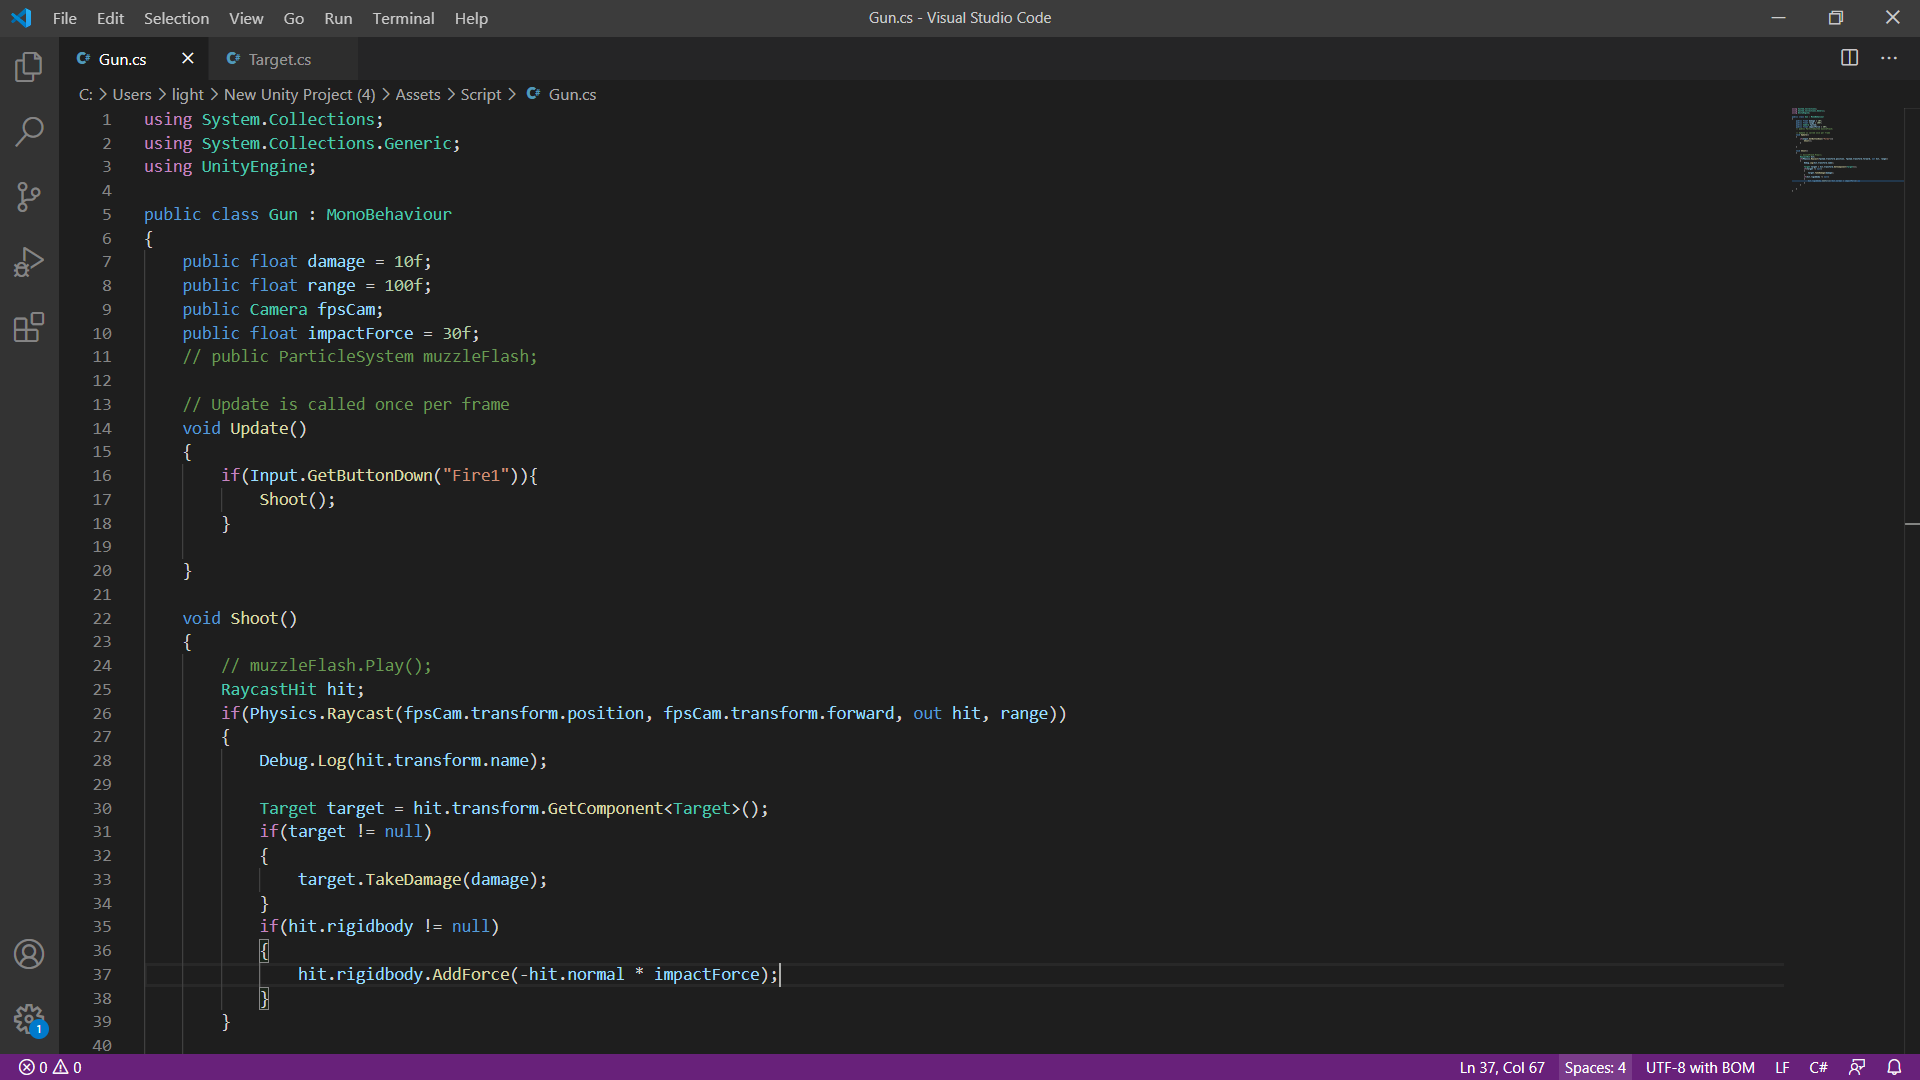 File Edit Selection View Go Run Terminal Help
Gun.cs - Visual Studio Code
Gun.cs
Target.cs
C: > Users > light > New Unity Project (4) > Assets > Script > Gun.cs
1 using System.Collections;
2 using System.Collections.Generic;
3 using UnityEngine;
4
5 public class Gun : MonoBehaviour
6 {
7     public float damage = 10f;
8     public float range = 100f;
9     public Camera fpsCam;
10     public float impactForce = 30f;
11     // public ParticleSystem muzzleFlash;
12
13     // Update is called once per frame
14     void Update()
15     {
16         if(Input.GetButtonDown("Fire1")){
17             Shoot();
18         }
19
20     }
21
22     void Shoot()
23     {
24         // muzzleFlash.Play();
25         RaycastHit hit;
26         if(Physics.Raycast(fpsCam.transform.position, fpsCam.transform.forward, out hit, range))
27         {
28             Debug.Log(hit.transform.name);
29
30             Target target = hit.transform.GetComponent<Target>();
31             if(target != null)
32             {
33                 target.TakeDamage(damage);
34             }
35             if(hit.rigidbody != null)
36             {
37                 hit.rigidbody.AddForce(-hit.normal * impactForce);
38             }
39         }
40
1
0 0 Ln 37, Col 67 Spaces: 4 UTF-8 with BOM LF C#